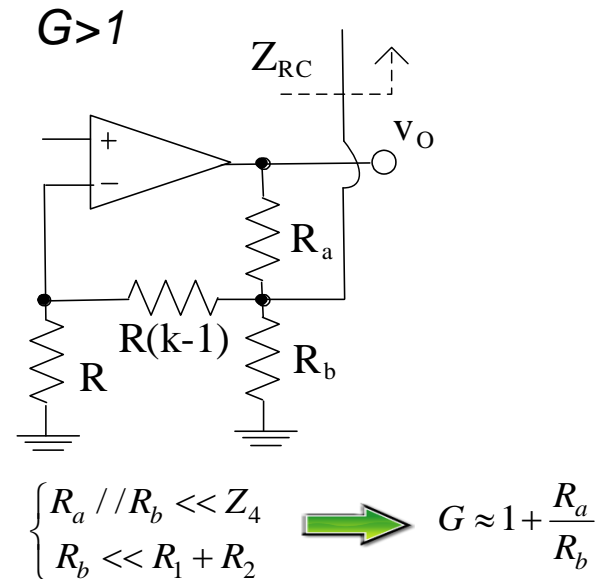 G>1
Z_RC
v_O
+
−
R_a
R(k-1)
R
R_b
{ R_a // R_b << Z_4
R_b << R_1 + R_2
G ≈ 1 + R_a / R_b